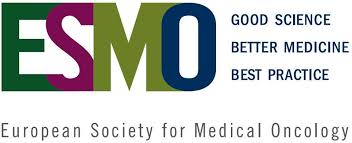 ESMO
GOOD SCIENCE
BETTER MEDICINE
BEST PRACTICE
European Society for Medical Oncology